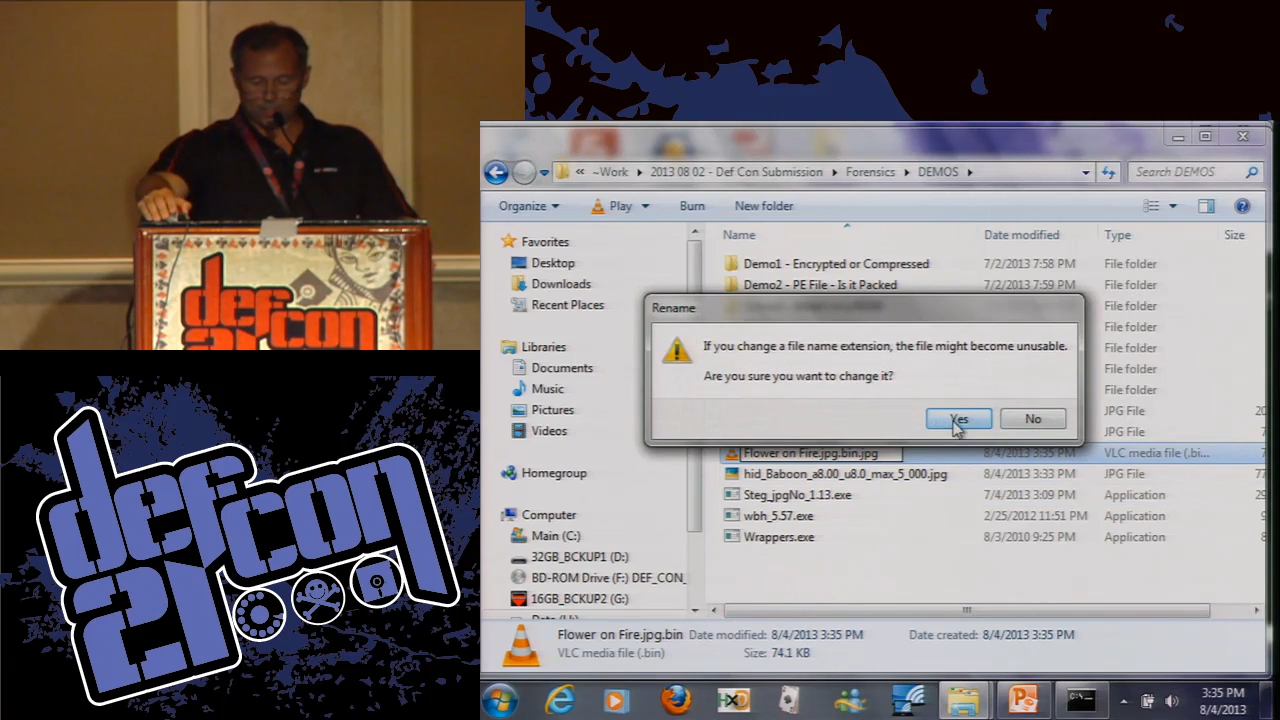 defcon
defcon
21
~Work 2013 08 02 - Def Con Submission Forensics DEMOS Search DEMOS
Organize Play Burn New folder
Favorites
Desktop
Downloads
Recent Places
Libraries
Documents
Music
Pictures
Videos
Homegroup
Computer
Main (C:)
32GB_BCKUP1 (D:)
BD-ROM Drive (F:) DEF_CON_
16GB_BCKUP2 (G:)
Name Date modified Type Size
Demo1 - Encrypted or Compressed 7/2/2013 7:58 PM File folder
Demo2 - PE File - Is it Packed 7/2/2013 7:59 PM File folder
File folder
File folder
File folder
File folder
File folder
JPG File
JPG File
Rename
If you change a file name extension, the file might become unusable.
Are you sure you want to change it?
Yes No
Flower on Fire.jpg.bin.jpg 8/4/2013 3:35 PM VLC media file (.bi...
hid_Baboon_a8.00_u8.0_max_5_000.jpg 8/4/2013 3:33 PM JPG File 77
Steg_jpgNo_1.13.exe 7/4/2013 3:09 PM Application
wbh_5.57.exe 2/25/2012 11:51 PM Application
Wrappers.exe 8/3/2010 9:25 PM Application
Flower on Fire.jpg.bin Date modified: 8/4/2013 3:35 PM Date created: 8/4/2013 3:35 PM
VLC media file (.bin) Size: 74.1 KB
HxD
3:35 PM
8/4/2013